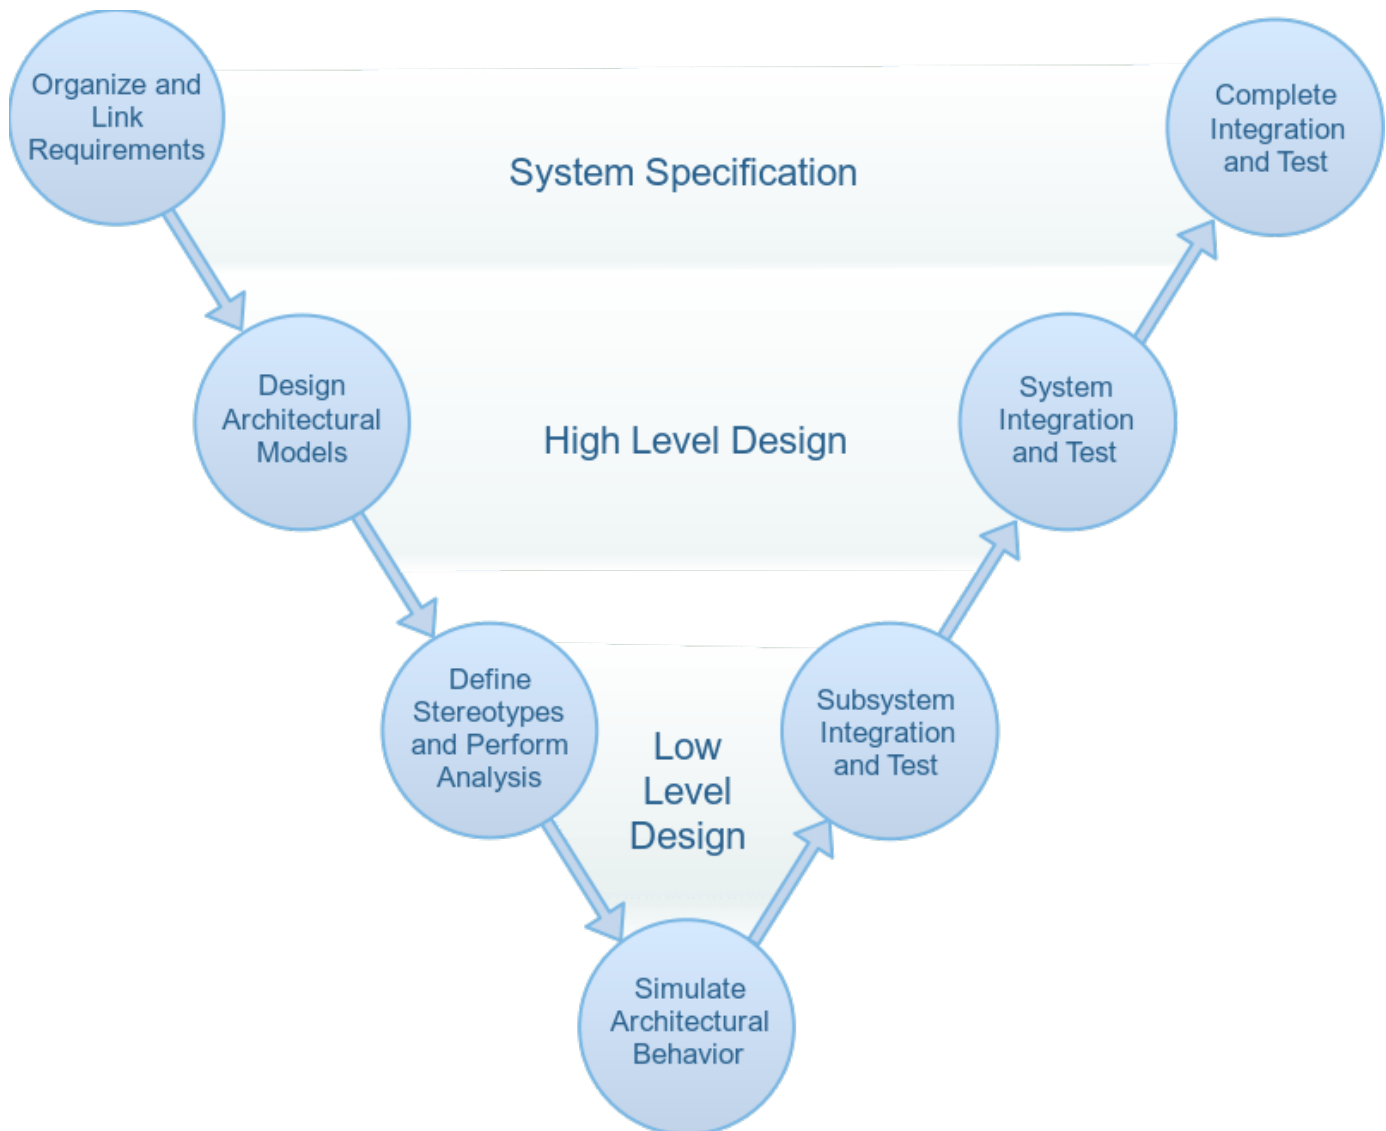 Organize and
Link
Requirements
Complete
Integration
and Test
System Specification
Design
Architectural
Models
High Level Design
System
Integration
and Test
Define
Stereotypes
and Perform
Analysis
Low
Level
Design
Subsystem
Integration
and Test
Simulate
Architectural
Behavior